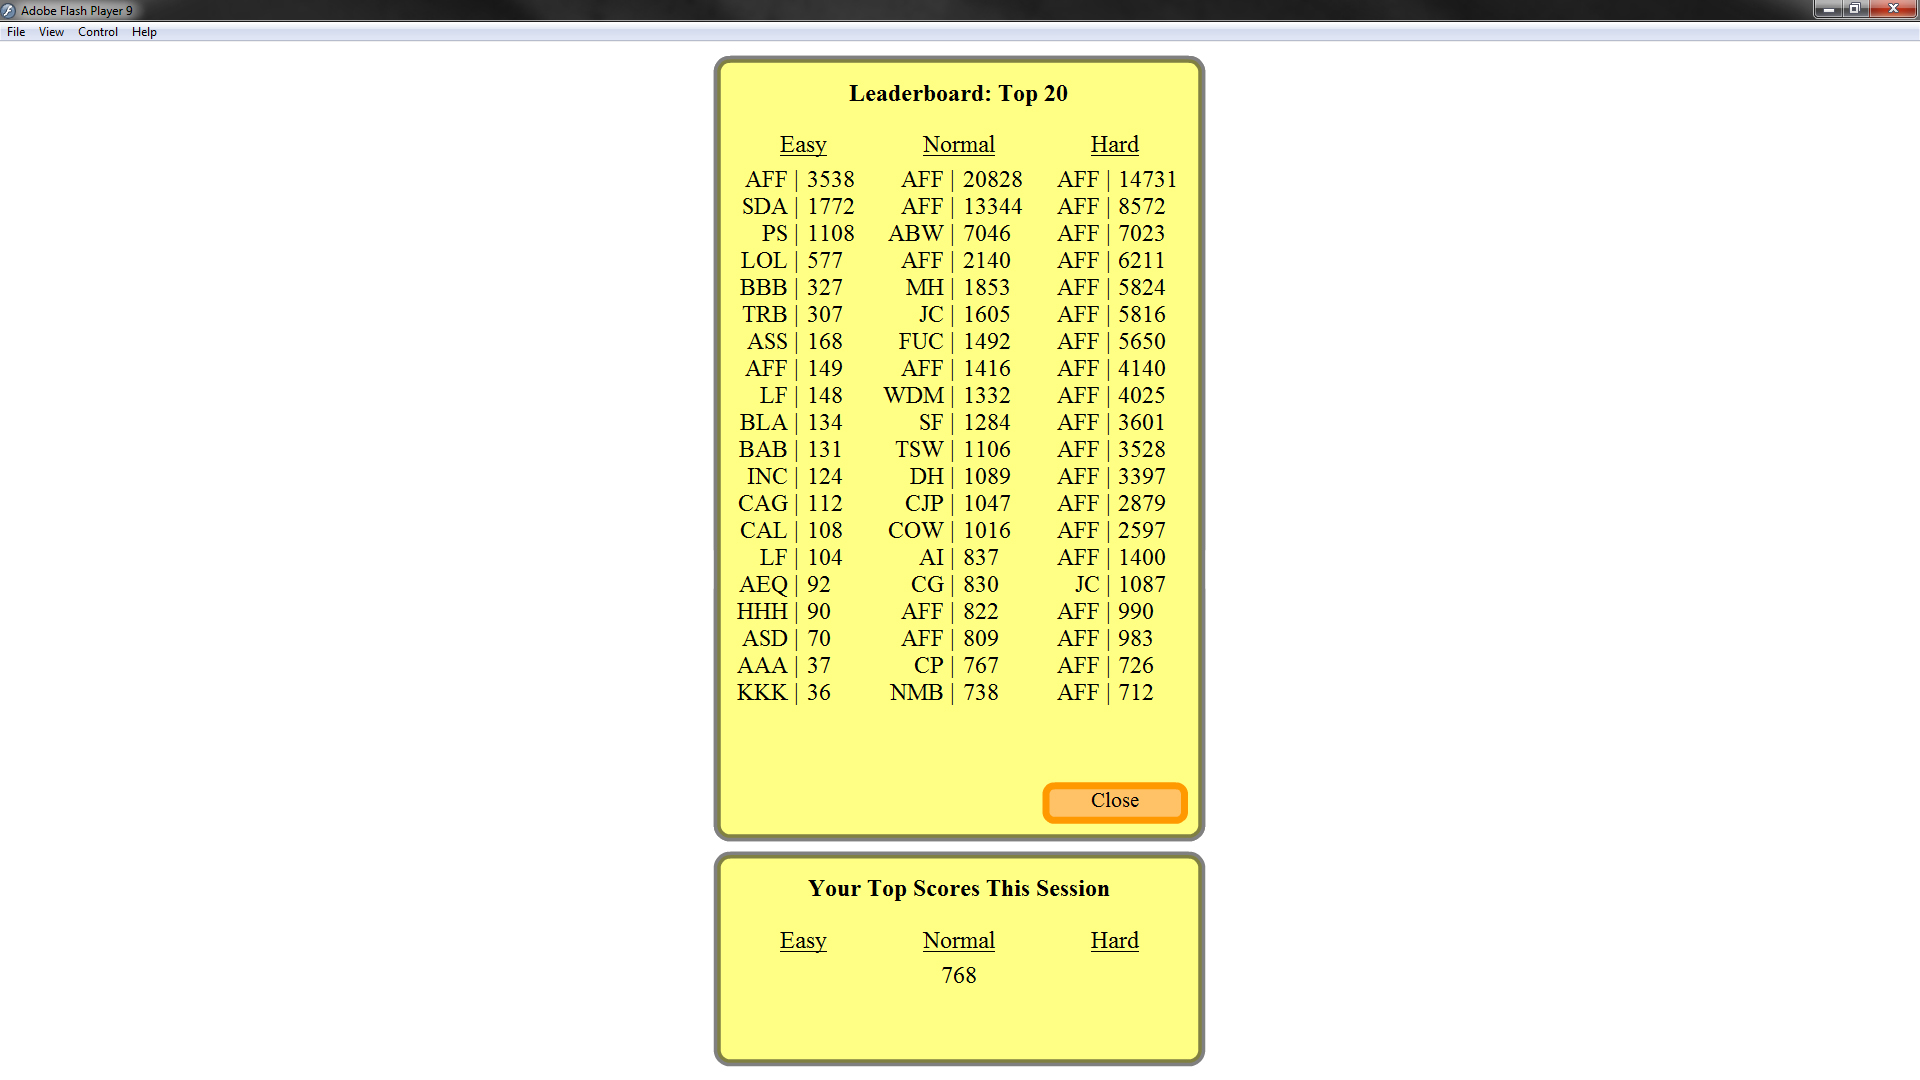 Adobe Flash Player 9
File View Control Help
Leaderboard: Top 20
Easy Normal Hard
AFF | 3538 AFF | 20828 AFF | 14731
SDA | 1772 AFF | 13344 AFF | 8572
PS | 1108 ABW | 7046 AFF | 7023
LOL | 577 AFF | 2140 AFF | 6211
BBB | 327 MH | 1853 AFF | 5824
TRB | 307 JC | 1605 AFF | 5816
ASS | 168 FUC | 1492 AFF | 5650
AFF | 149 AFF | 1416 AFF | 4140
LF | 148 WDM | 1332 AFF | 4025
BLA | 134 SF | 1284 AFF | 3601
BAB | 131 TSW | 1106 AFF | 3528
INC | 124 DH | 1089 AFF | 3397
CAG | 112 CJP | 1047 AFF | 2879
CAL | 108 COW | 1016 AFF | 2597
LF | 104 AI | 837 AFF | 1400
AEQ | 92 CG | 830 JC | 1087
HHH | 90 AFF | 822 AFF | 990
ASD | 70 AFF | 809 AFF | 983
AAA | 37 CP | 767 AFF | 726
KKK | 36 NMB | 738 AFF | 712
Close
Your Top Scores This Session
Easy Normal Hard
768